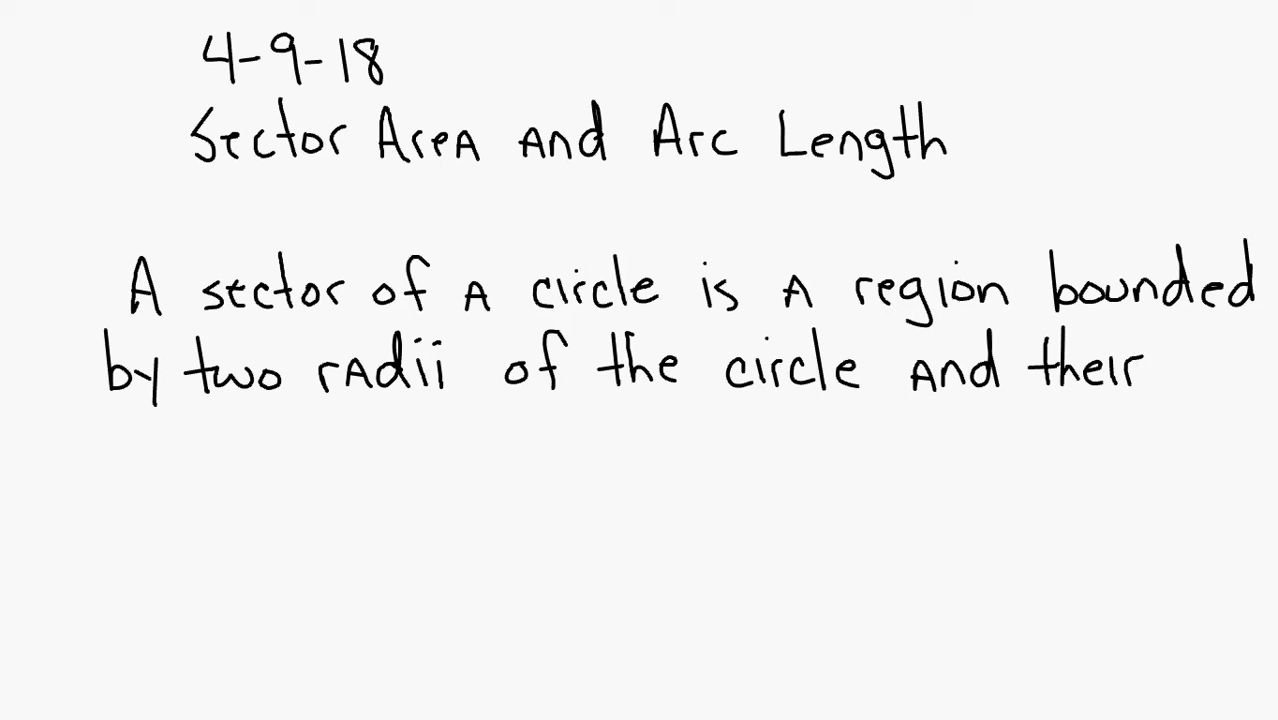 4-9-18
Sector Area and Arc Length
A sector of a circle is a region bounded
by two radii of the circle and their